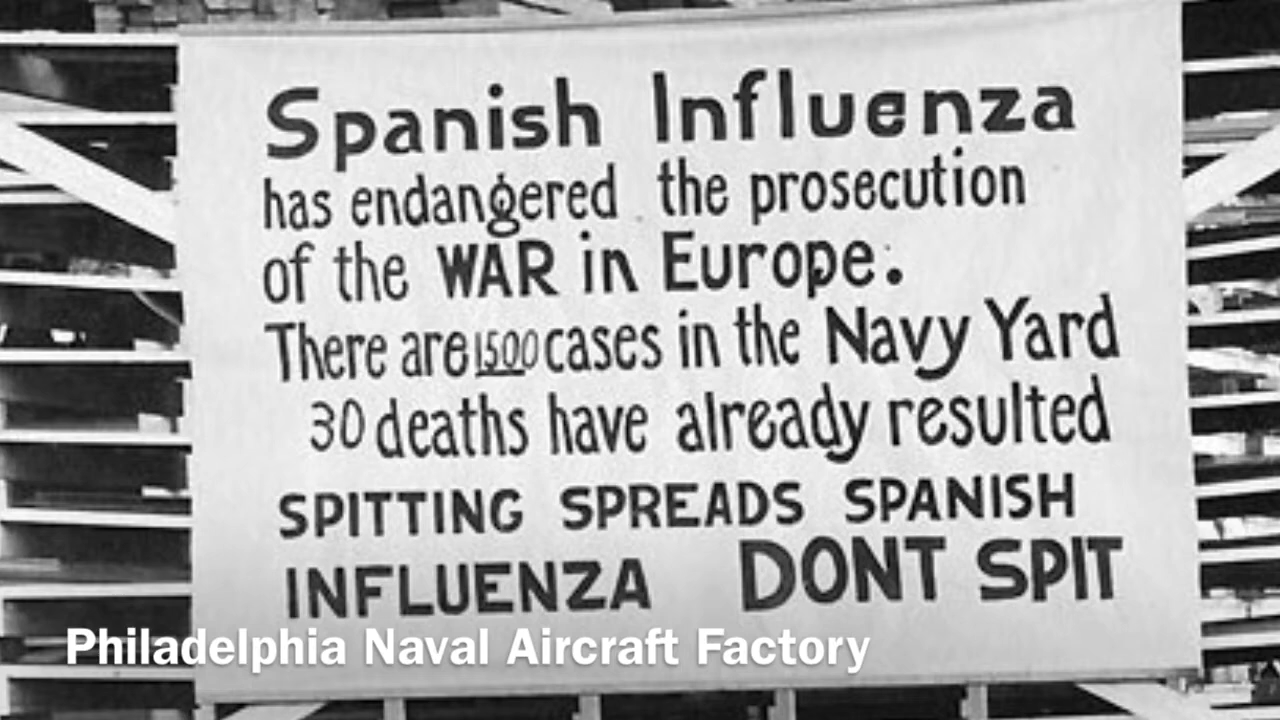 Spanish Influenza
has endangered the prosecution
of the WAR in Europe.
There are 1500 cases in the Navy Yard
30 deaths have already resulted
SPITTING SPREADS SPANISH
INFLUENZA DONT SPIT
Philadelphia Naval Aircraft Factory